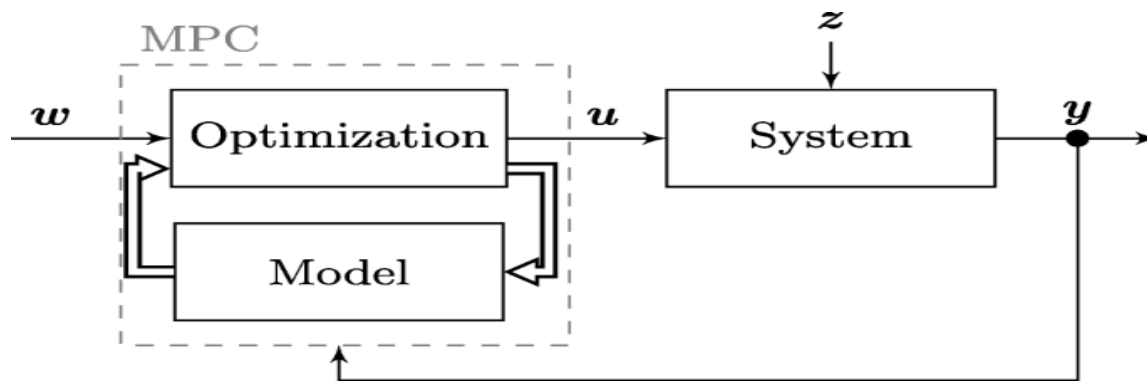 MPC
z
w
Optimization
u
System
y
Model